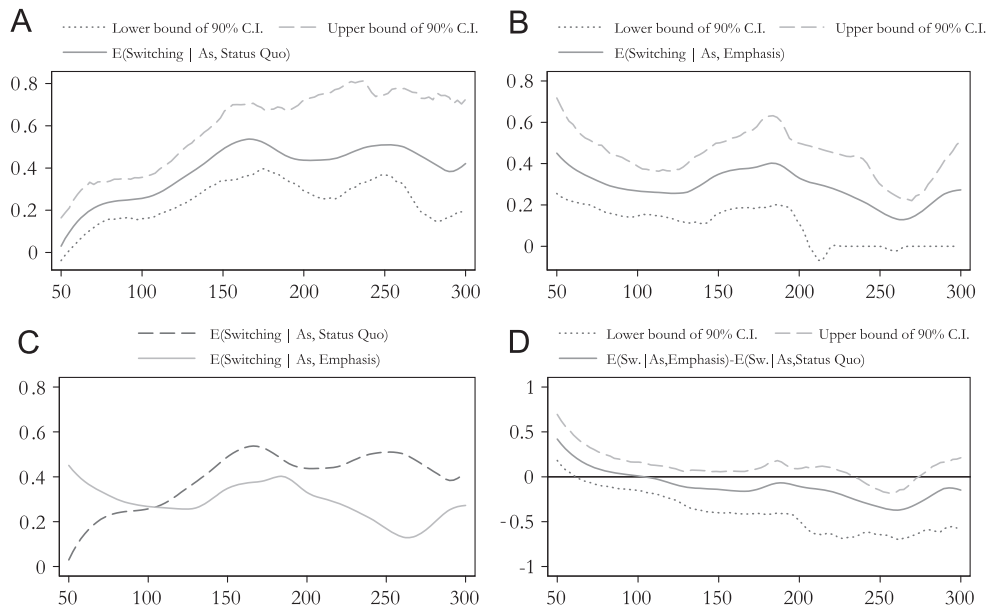 A
Lower bound of 90% C.I. Upper bound of 90% C.I.
E(Switching | As, Status Quo)
0.8
0.6
0.4
0.2
0
50 100 150 200 250 300
B
Lower bound of 90% C.I. Upper bound of 90% C.I.
E(Switching | As, Emphasis)
0.8
0.6
0.4
0.2
0
50 100 150 200 250 300
C
E(Switching | As, Status Quo)
E(Switching | As, Emphasis)
0.8
0.6
0.4
0.2
0
50 100 150 200 250 300
D
Lower bound of 90% C.I. Upper bound of 90% C.I.
E(Sw.|As,Emphasis)-E(Sw.|As,Status Quo)
1
0.5
0
-0.5
-1
50 100 150 200 250 300